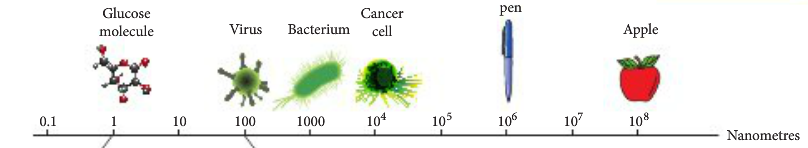 Glucose
molecule
Virus
Bacterium
Cancer
cell
pen
Apple
0.1 1 10 100 1000 10⁴ 10⁵ 10⁶ 10⁷ 10⁸ Nanometres